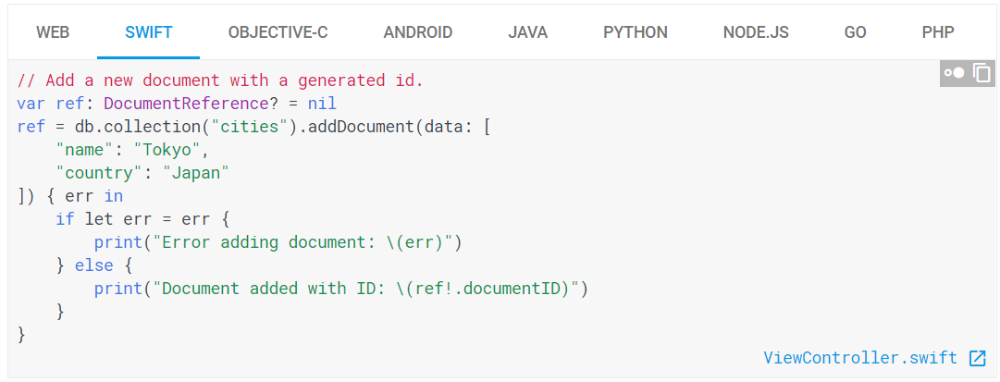 WEB SWIFT OBJECTIVE-C ANDROID JAVA PYTHON NODE.JS GO PHP
// Add a new document with a generated id.
var ref: DocumentReference? = nil
ref = db.collection("cities").addDocument(data: [
    "name": "Tokyo",
    "country": "Japan"
]) { err in
    if let err = err {
        print("Error adding document: \(err)")
    } else {
        print("Document added with ID: \(ref!.documentID)")
    }
}
ViewController.swift